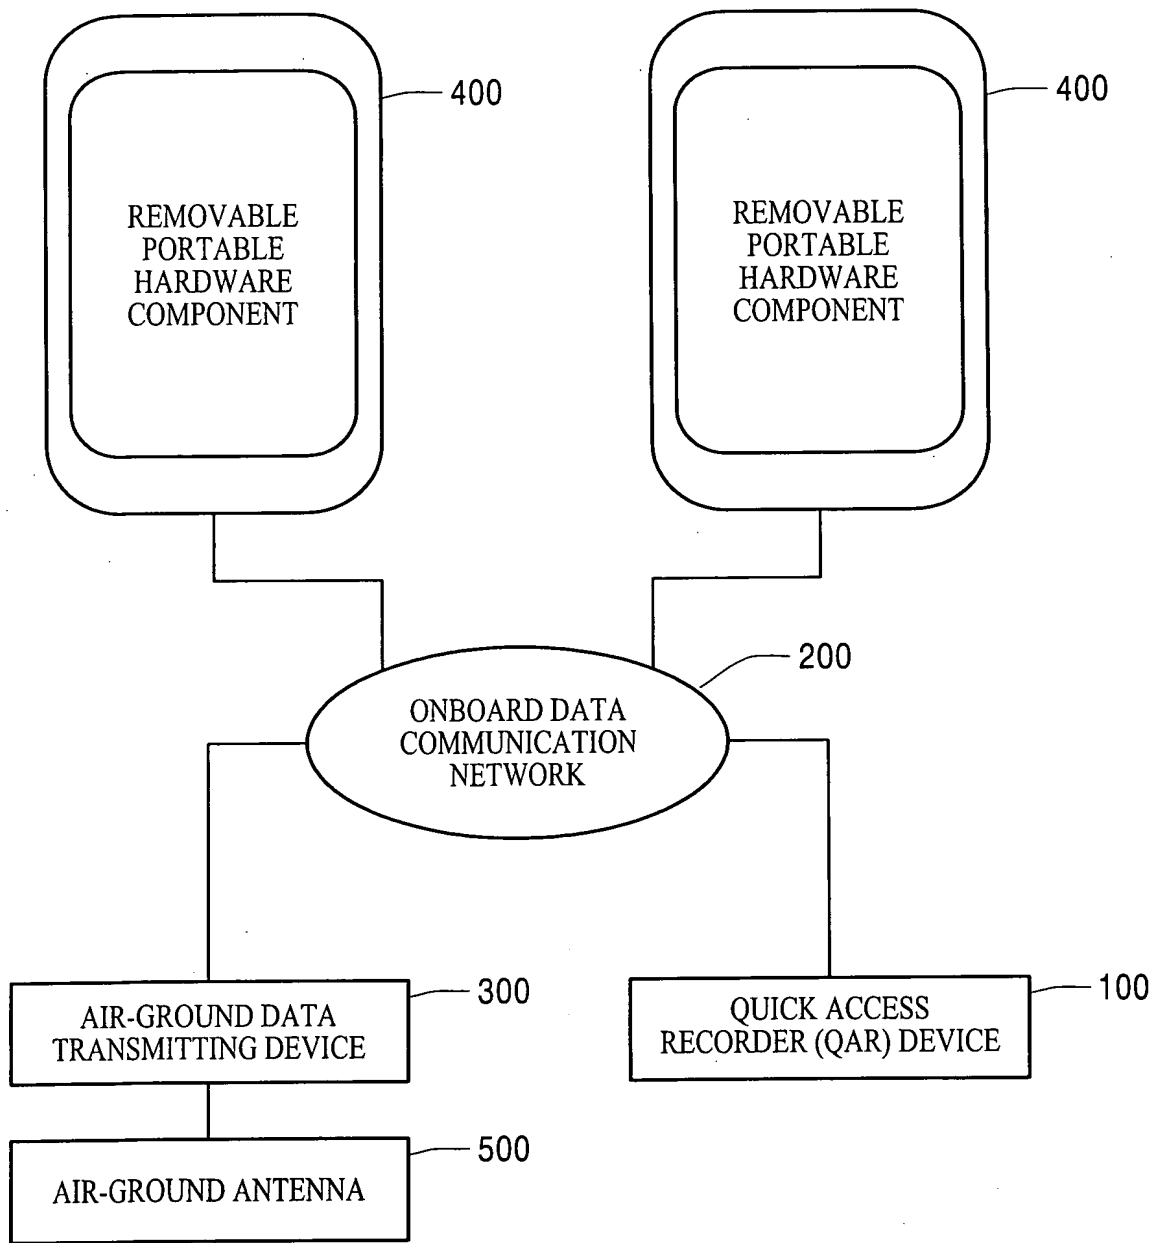 400
400
REMOVABLE
PORTABLE
HARDWARE
COMPONENT
REMOVABLE
PORTABLE
HARDWARE
COMPONENT
200
ONBOARD DATA
COMMUNICATION
NETWORK
300
AIR-GROUND DATA
TRANSMITTING DEVICE
100
QUICK ACCESS
RECORDER (QAR) DEVICE
500
AIR-GROUND ANTENNA